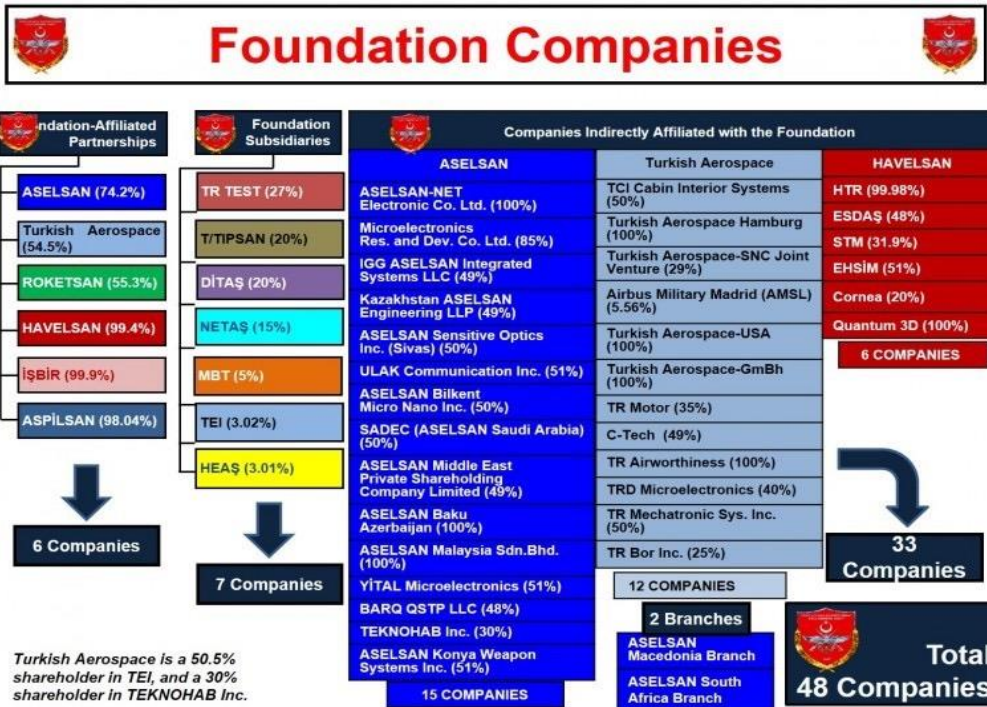 Foundation Companies
ndation-Affiliated
Partnerships
ASELSAN (74.2%)
Turkish Aerospace
(54.5%)
ROKETSAN (55.3%)
HAVELSAN (99.4%)
İŞBİR (99.9%)
ASPİLSAN (98.04%)
6 Companies
Foundation
Subsidiaries
TR TEST (27%)
T/TIPSAN (20%)
DİTAŞ (20%)
NETAŞ (15%)
MBT (5%)
TEI (3.02%)
HEAŞ (3.01%)
7 Companies
Companies Indirectly Affiliated with the Foundation
ASELSAN
ASELSAN-NET
Electronic Co. Ltd. (100%)
Microelectronics
Res. and Dev. Co. Ltd. (85%)
IGG ASELSAN Integrated
Systems LLC (49%)
Kazakhstan ASELSAN
Engineering LLP (49%)
ASELSAN Sensitive Optics
Inc. (Sivas) (50%)
ULAK Communication Inc. (51%)
ASELSAN Bilkent
Micro Nano Inc. (50%)
SADEC (ASELSAN Saudi Arabia)
(50%)
ASELSAN Middle East
Private Shareholding
Company Limited (49%)
ASELSAN Baku
Azerbaijan (100%)
ASELSAN Malaysia Sdn.Bhd.
(100%)
YİTAL Microelectronics (51%)
BARQ QSTP LLC (48%)
TEKNOHAB Inc. (30%)
ASELSAN Konya Weapon
Systems Inc. (51%)
15 COMPANIES
Turkish Aerospace
TCI Cabin Interior Systems
(50%)
Turkish Aerospace Hamburg
(100%)
Turkish Aerospace-SNC Joint
Venture (29%)
Airbus Military Madrid (AMSL)
(5.56%)
Turkish Aerospace-USA
(100%)
Turkish Aerospace-GmBh
(100%)
TR Motor (35%)
C-Tech (49%)
TR Airworthiness (100%)
TRD Microelectronics (40%)
TR Mechatronic Sys. Inc.
(50%)
TR Bor Inc. (25%)
12 COMPANIES
2 Branches
ASELSAN
Macedonia Branch
ASELSAN South
Africa Branch
HAVELSAN
HTR (99.98%)
ESDAŞ (48%)
STM (31.9%)
EHSİM (51%)
Cornea (20%)
Quantum 3D (100%)
6 COMPANIES
33
Companies
Total
48 Companies
Turkish Aerospace is a 50.5%
shareholder in TEI, and a 30%
shareholder in TEKNOHAB Inc.